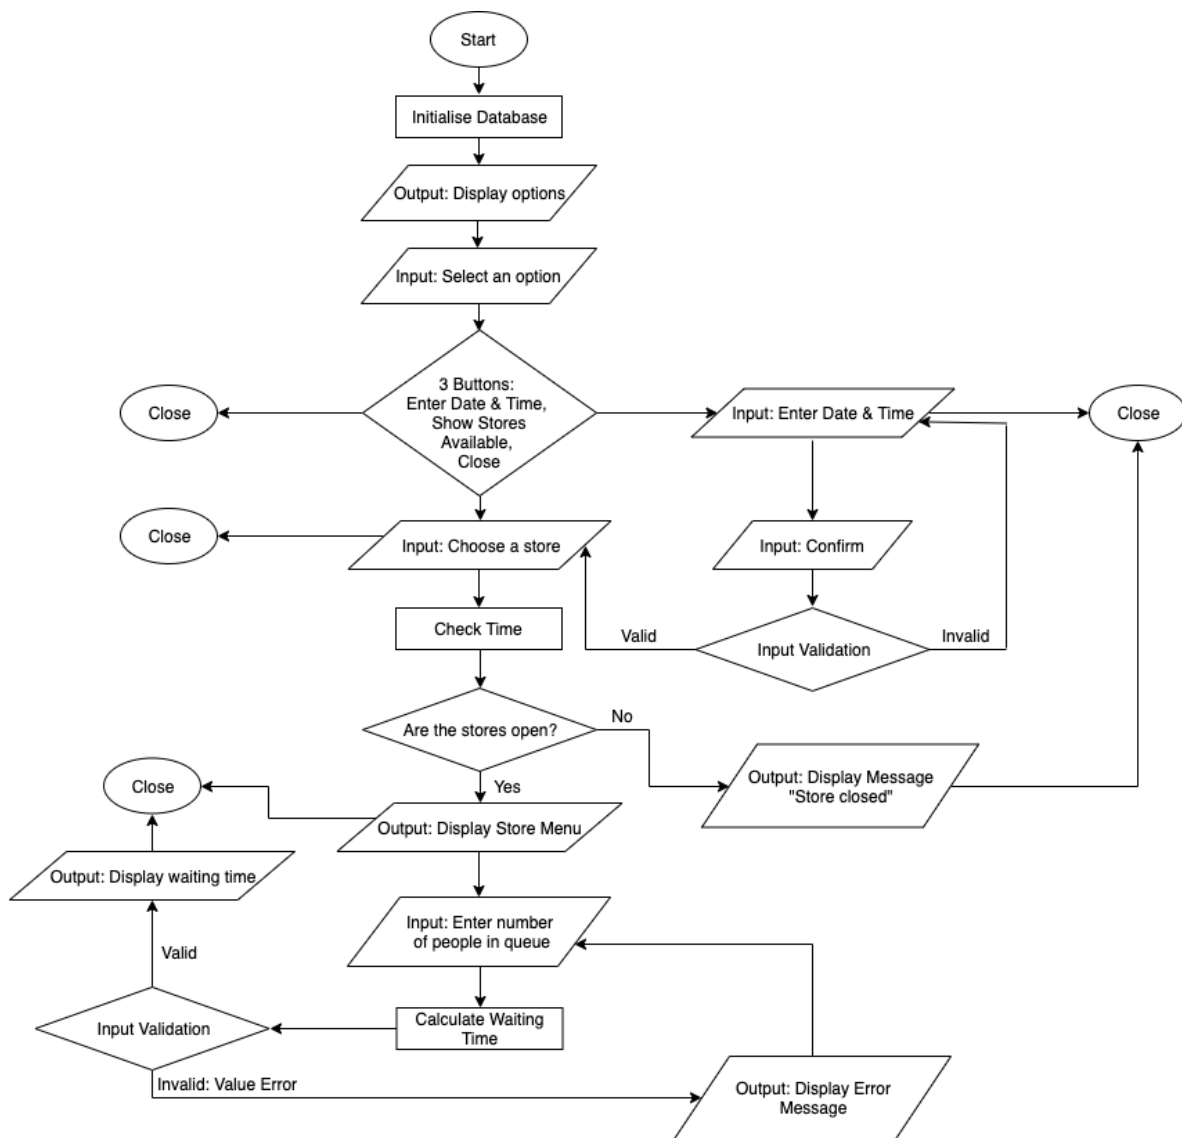 Start
Initialise Database
Output: Display options
Input: Select an option
3 Buttons:
Enter Date & Time,
Show Stores
Available,
Close
Close
Input: Enter Date & Time
Close
Close
Input: Choose a store
Input: Confirm
Check Time
Valid
Input Validation
Invalid
Are the stores open?
No
Output: Display Message
"Store closed"
Yes
Close
Output: Display Store Menu
Output: Display waiting time
Input: Enter number
of people in queue
Valid
Input Validation
Calculate Waiting
Time
Invalid: Value Error
Output: Display Error
Message